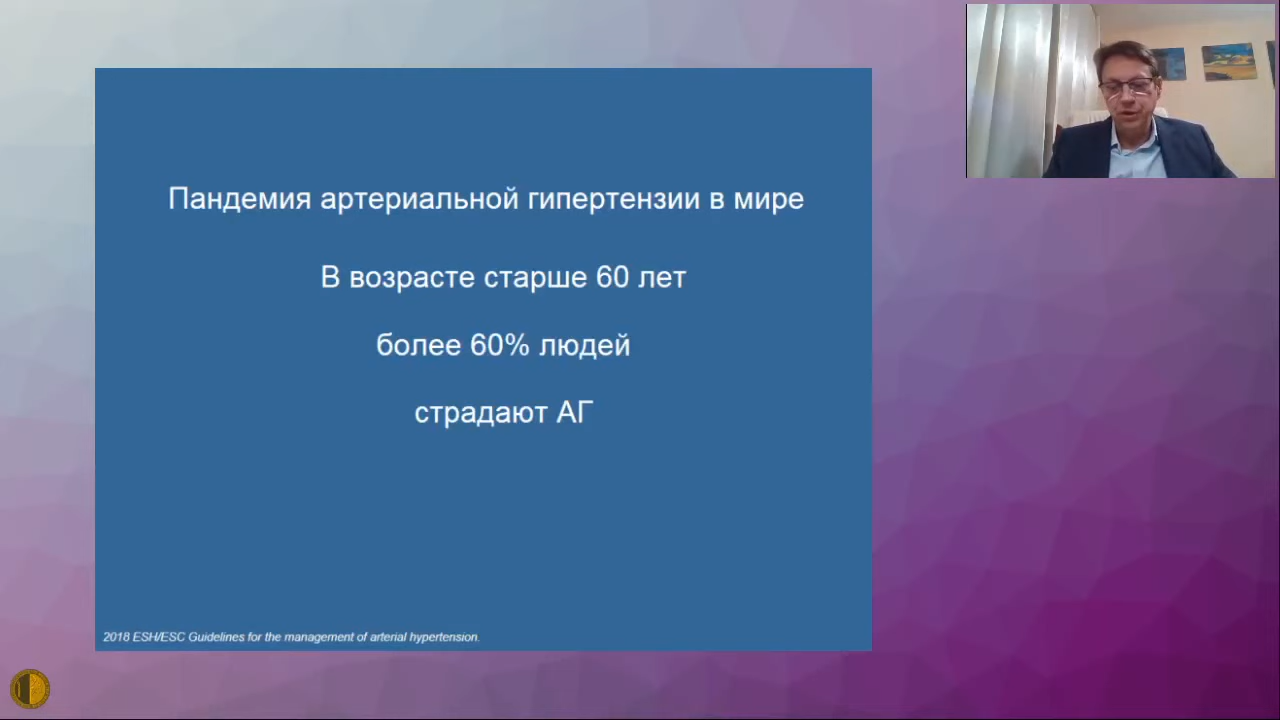 Пандемия артериальной гипертензии в мире
В возрасте старше 60 лет
более 60% людей
страдают АГ
2018 ESH/ESC Guidelines for the management of arterial hypertension.